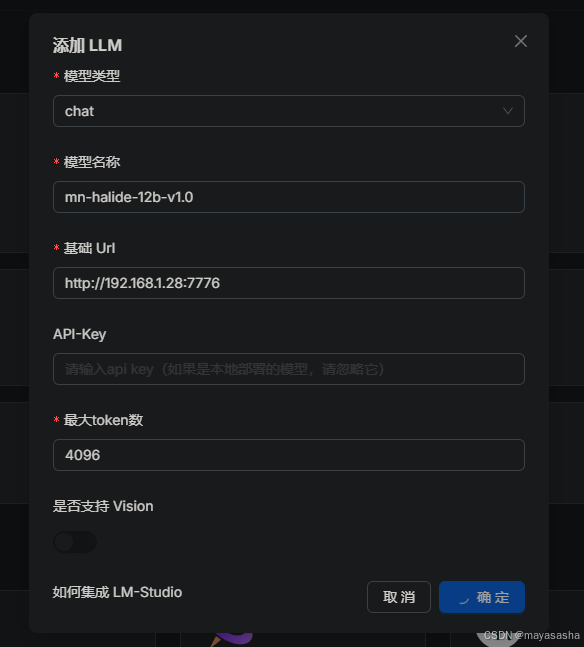 添加 LLM
* 模型类型
chat
* 模型名称
mn-halide-12b-v1.0
* 基础 Url
http://192.168.1.28:7776
API-Key
请输入api key（如果是本地部署的模型，请忽略它）
* 最大token数
4096
是否支持 Vision
如何集成 LM-Studio
取 消
确 定
CSDN @mayasasha